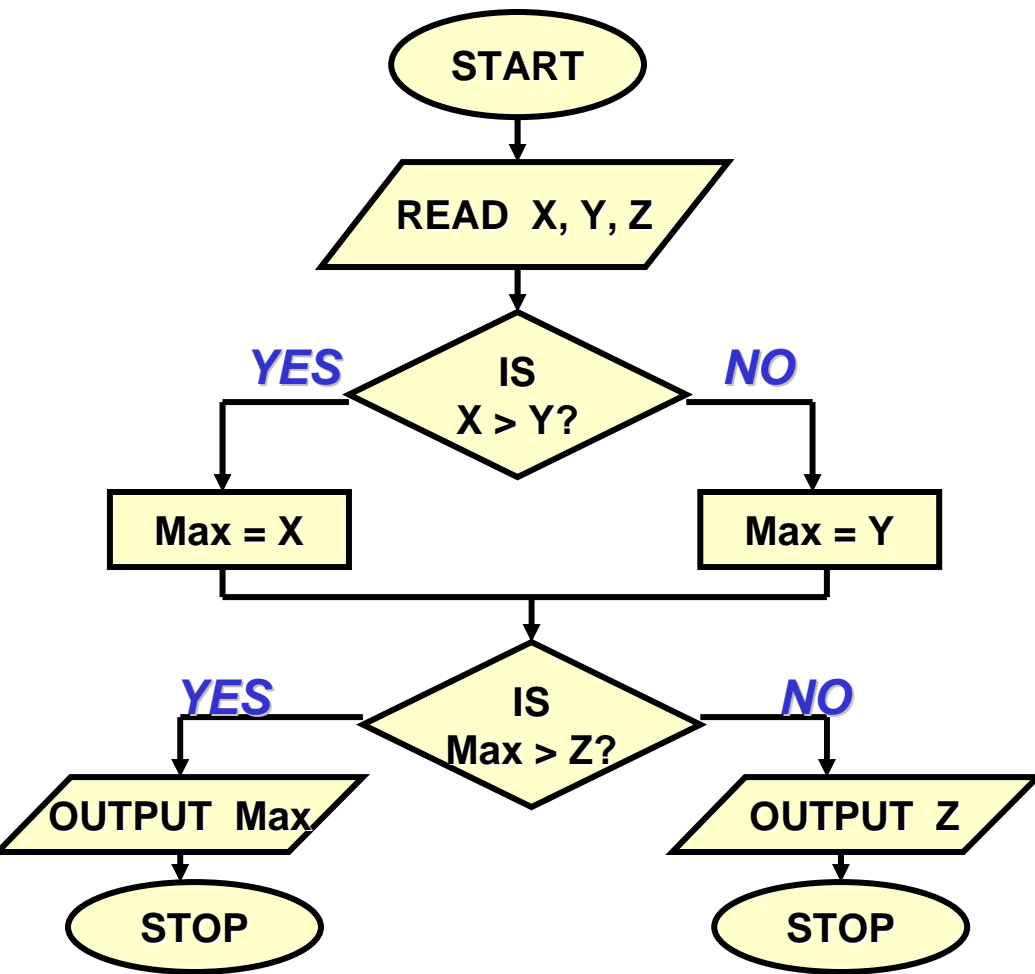 START
READ X, Y, Z
YES
IS
X > Y?
NO
Max = X
Max = Y
YES
IS
Max > Z?
NO
OUTPUT Max
OUTPUT Z
STOP
STOP